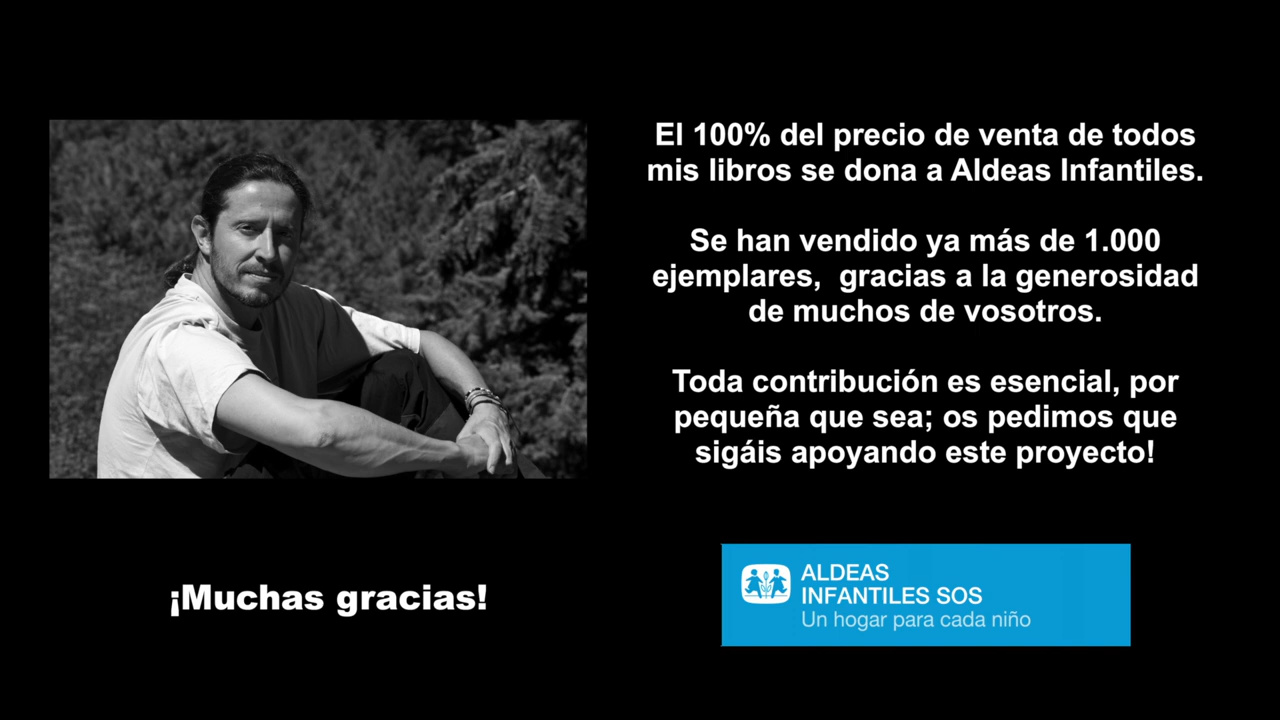 El 100% del precio de venta de todos
mis libros se dona a Aldeas Infantiles.
Se han vendido ya más de 1.000
ejemplares,  gracias a la generosidad
de muchos de vosotros.
Toda contribución es esencial, por
pequeña que sea; os pedimos que
sigáis apoyando este proyecto!
¡Muchas gracias!
ALDEAS
INFANTILES SOS
Un hogar para cada niño